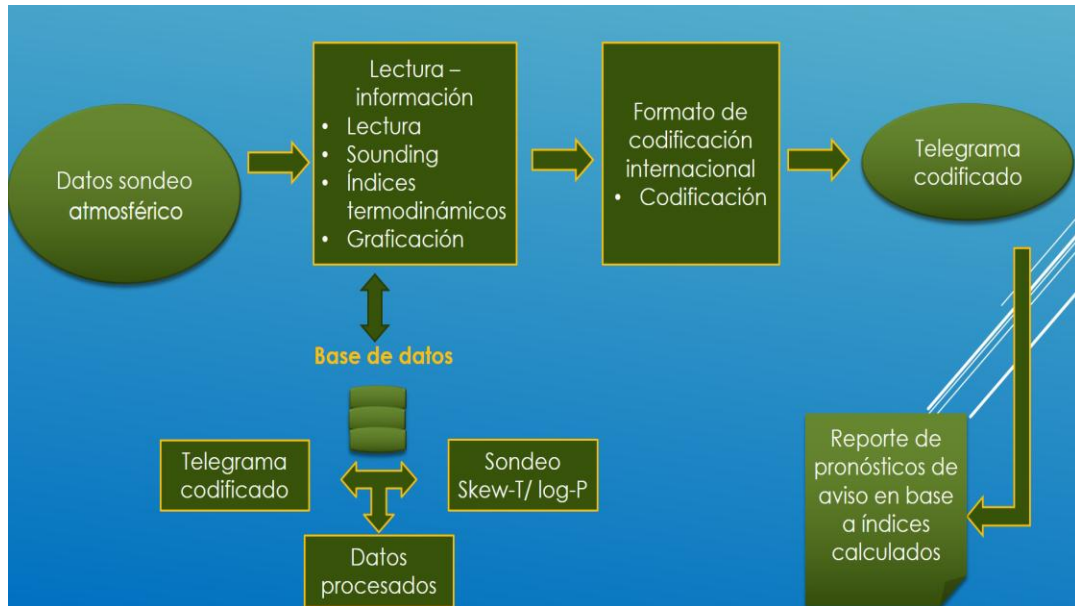 Datos sondeo
atmosférico
Lectura –
información
• Lectura
• Sounding
• Índices
termodinámicos
• Graficación
Formato de
codificación
internacional
• Codificación
Telegrama
codificado
Base de datos
Telegrama
codificado
Sondeo
Skew-T/ log-P
Datos
procesados
Reporte de
pronósticos de
aviso en base
a índices
calculados